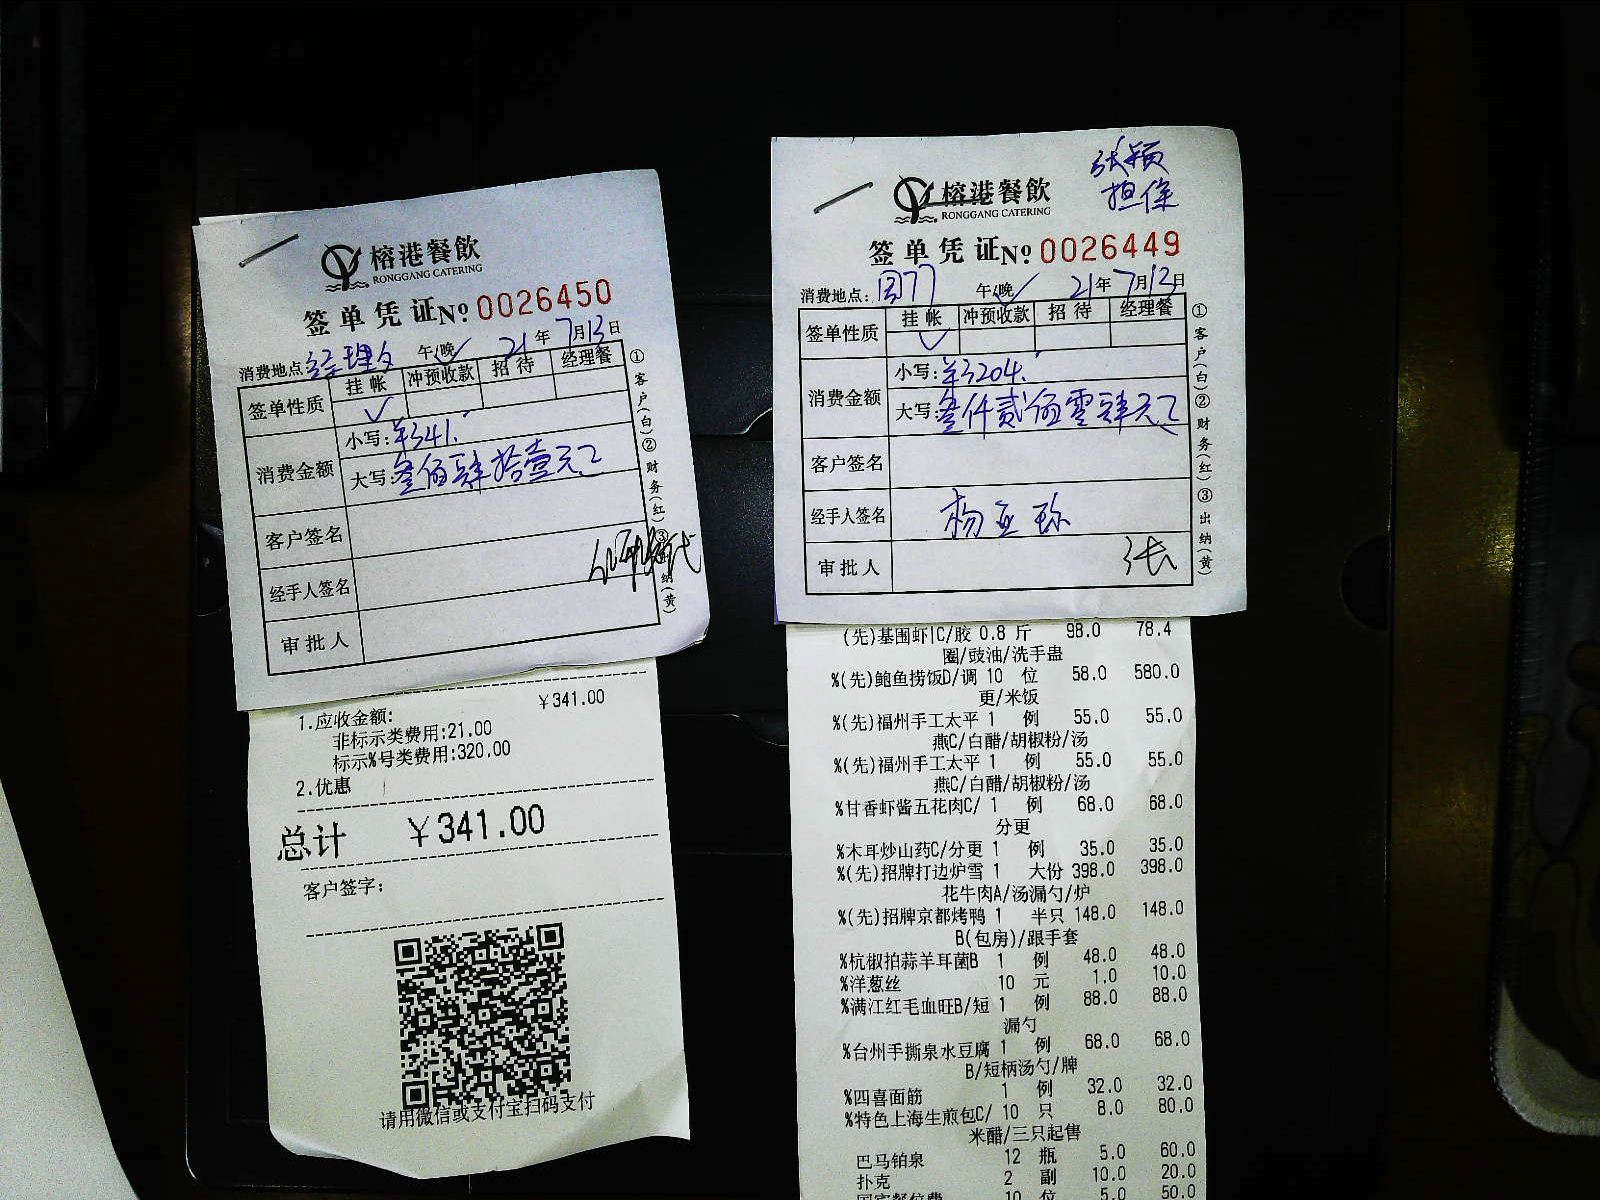 榕港餐飲
RONGGANG CATERING
签单凭证 № 0026450
消费地点: 午/晚 21年7月13日
签单性质 挂帐 冲预收款 招待 经理餐
消费金额 小写: ¥341.
大写: 叁佰肆拾壹元正
客户签名
经手人签名
审批人
①客户(白)②财务(红)③出纳(黄)
1.应收金额: ¥341.00
非标示类费用:21.00
标示%号类费用:320.00
2.优惠
总计 ¥341.00
客户签字:
请用微信或支付宝扫码支付
张颖
担保
榕港餐飲
RONGGANG CATERING
签单凭证 № 0026449
消费地点: 午/晚 21年7月13日
签单性质 挂帐 冲预收款 招待 经理餐
消费金额 小写: ¥3204.
大写: 叁仟贰佰零肆元正
客户签名
经手人签名
审批人 张
①客户(白)②财务(红)③出纳(黄)
(先)基围虾|C/胶 0.8 斤 98.0 78.4
圈/豉油/洗手盅
%(先)鲍鱼捞饭D/调 10 位 58.0 580.0
更/米饭
%(先)福州手工太平 1 例 55.0 55.0
燕C/白醋/胡椒粉/汤
%(先)福州手工太平 1 例 55.0 55.0
燕C/白醋/胡椒粉/汤
%甘香虾酱五花肉C/ 1 例 68.0 68.0
分更
%木耳炒山药C/分更 1 例 35.0 35.0
%(先)招牌打边炉雪 1 大份 398.0 398.0
花牛肉A/汤漏勺/炉
%(先)招牌京都烤鸭 1 半只 148.0 148.0
B(包房)/跟手套
%杭椒拍蒜羊耳菌B 1 例 48.0 48.0
%洋葱丝 10 元 1.0 10.0
%满江红毛血旺B/短 1 例 88.0 88.0
漏勺
%台州手撕泉水豆腐 1 例 68.0 68.0
B/短柄汤勺/牌
%四喜面筋 1 例 32.0 32.0
%特色上海生煎包C/ 10 只 8.0 80.0
米醋/三只起售
巴马铂泉 12 瓶 5.0 60.0
扑克 2 副 10.0 20.0
10 位 5.0 50.0